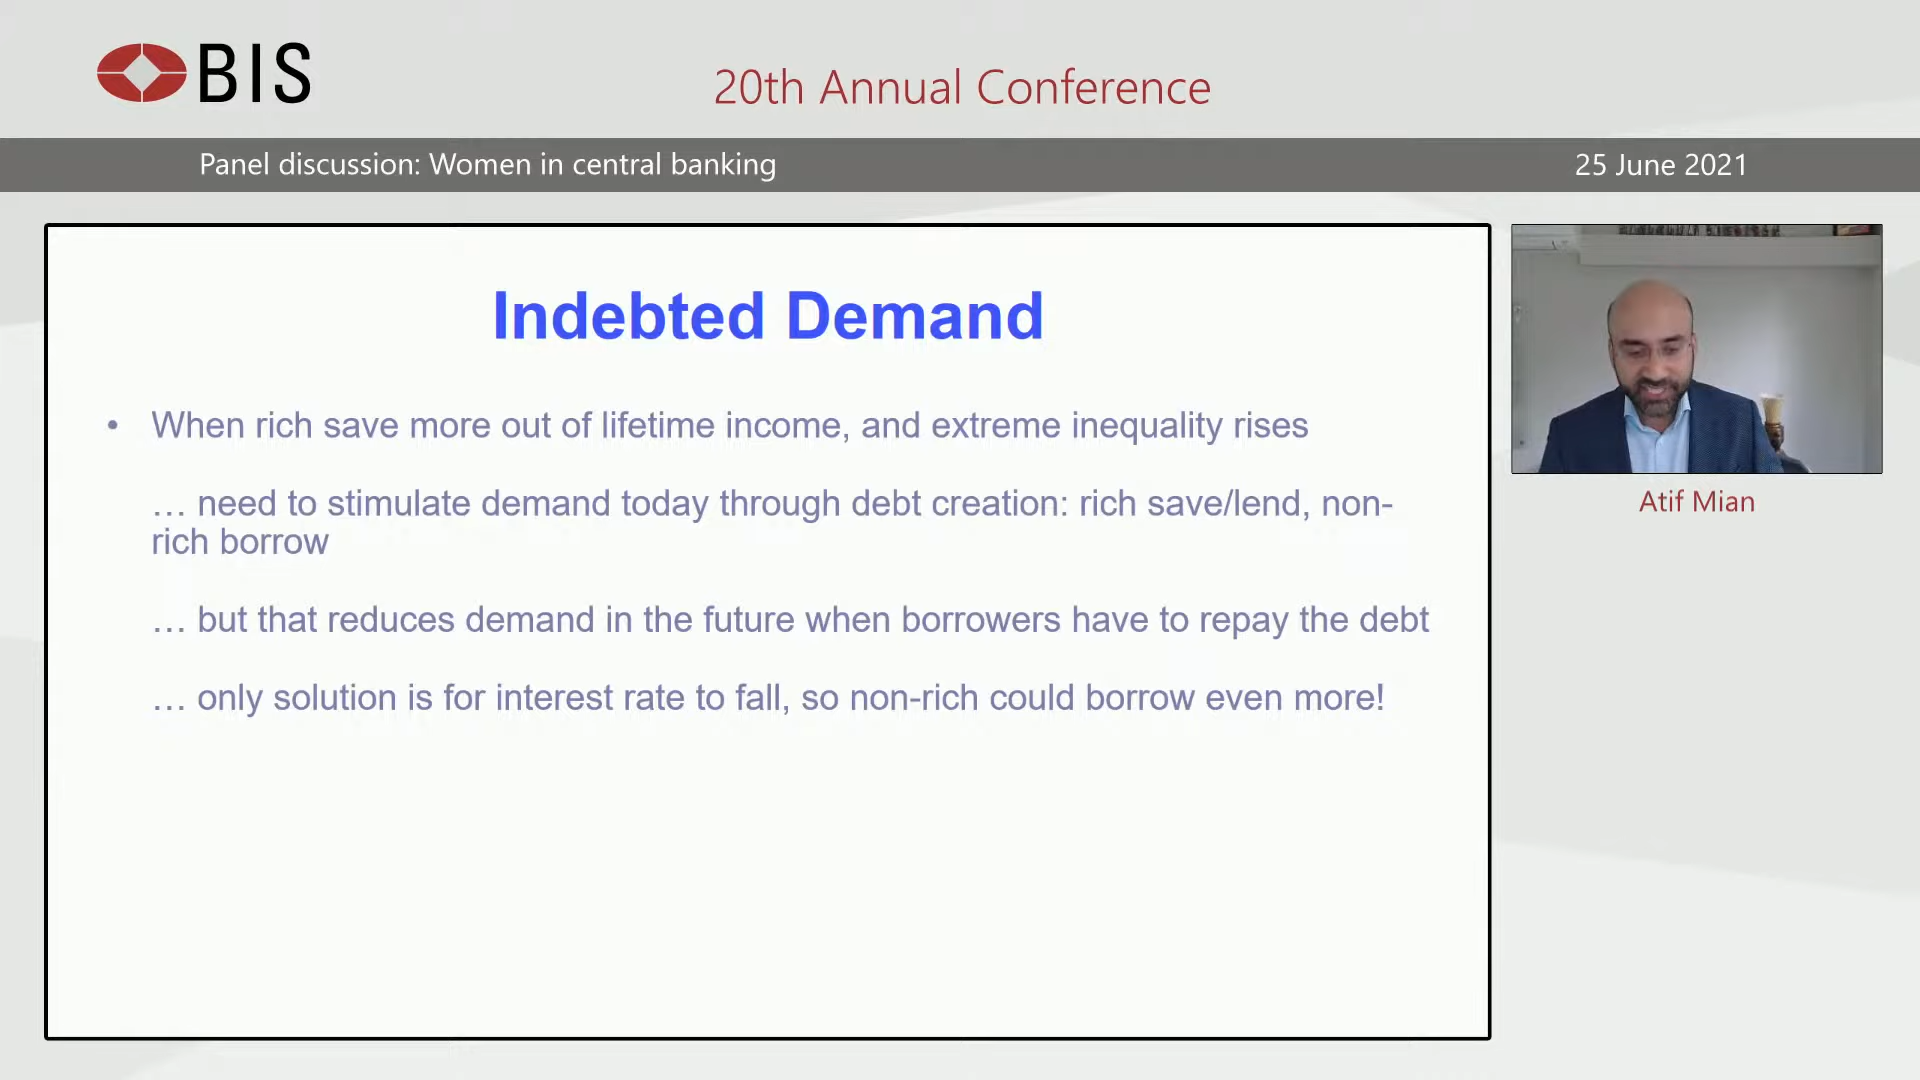 BIS
20th Annual Conference
Panel discussion: Women in central banking
25 June 2021
Indebted Demand
• When rich save more out of lifetime income, and extreme inequality rises
… need to stimulate demand today through debt creation: rich save/lend, non-
rich borrow
… but that reduces demand in the future when borrowers have to repay the debt
… only solution is for interest rate to fall, so non-rich could borrow even more!
Atif Mian